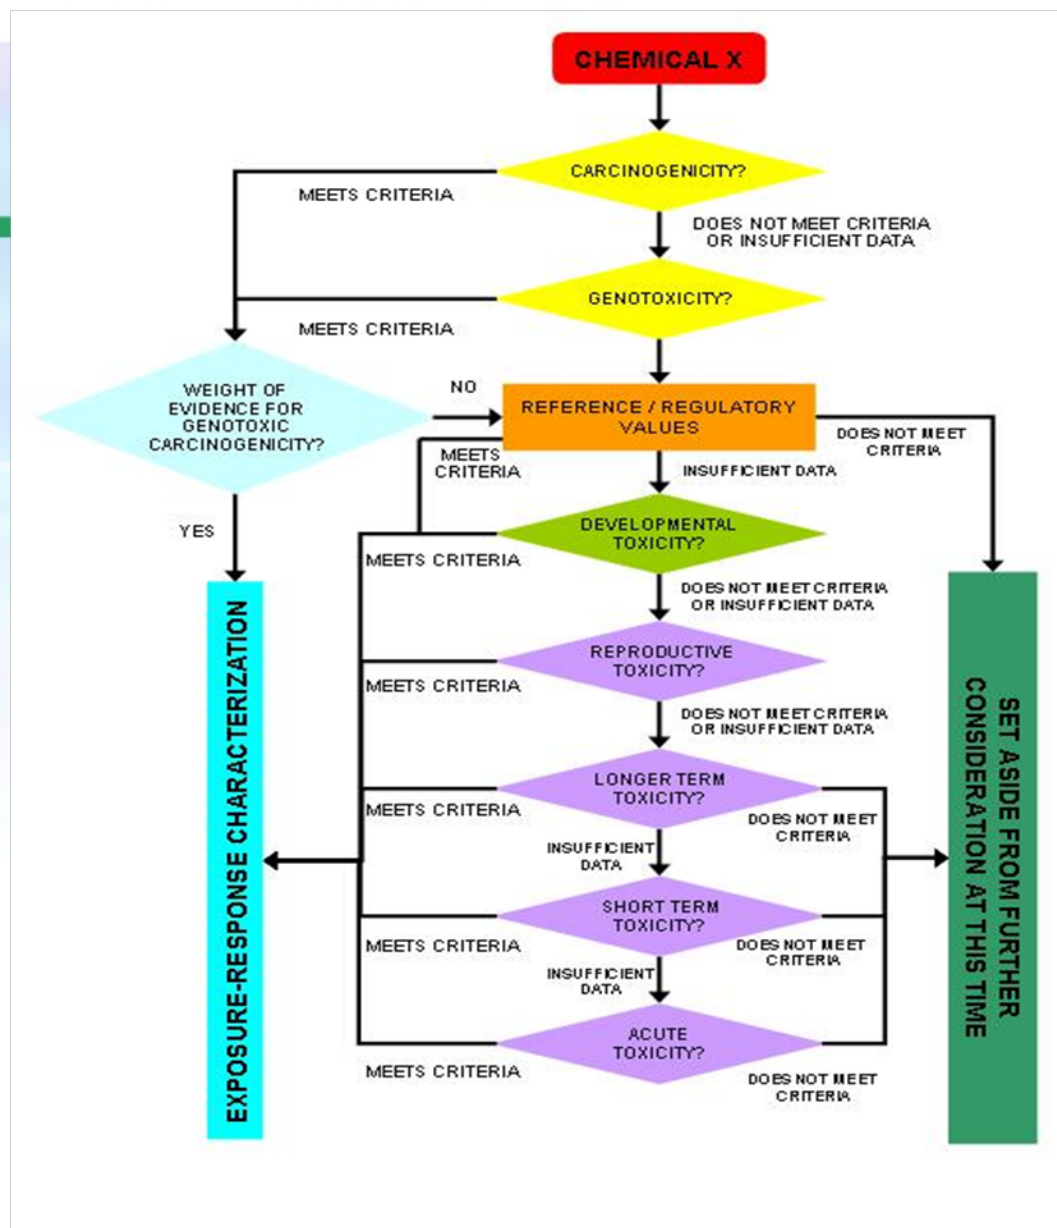 CHEMICAL X
CARCINOGENICITY?
MEETS CRITERIA
DOES NOT MEET CRITERIA
OR INSUFFICIENT DATA
GENOTOXICITY?
MEETS CRITERIA
WEIGHT OF
EVIDENCE FOR
GENOTOXIC
CARCINOGENICITY?
NO
REFERENCE / REGULATORY
VALUES
DOES NOT MEET
CRITERIA
MEETS
CRITERIA
INSUFFICIENT DATA
YES
DEVELOPMENTAL
TOXICITY?
MEETS CRITERIA
DOES NOT MEET CRITERIA
OR INSUFFICIENT DATA
REPRODUCTIVE
TOXICITY?
MEETS CRITERIA
DOES NOT MEET CRITERIA
OR INSUFFICIENT DATA
LONGER TERM
TOXICITY?
MEETS CRITERIA
DOES NOT MEET
CRITERIA
INSUFFICIENT
DATA
SHORT TERM
TOXICITY?
MEETS CRITERIA
DOES NOT MEET
CRITERIA
INSUFFICIENT
DATA
ACUTE
TOXICITY?
MEETS CRITERIA
DOES NOT MEET
CRITERIA
EXPOSURE-RESPONSE CHARACTERIZATION
SET ASIDE FROM FURTHER
CONSIDERATION AT THIS TIME